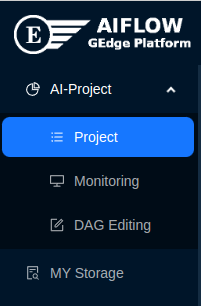 E AIFLOW
GEdge Platform
AI-Project
Project
Monitoring
DAG Editing
MY Storage